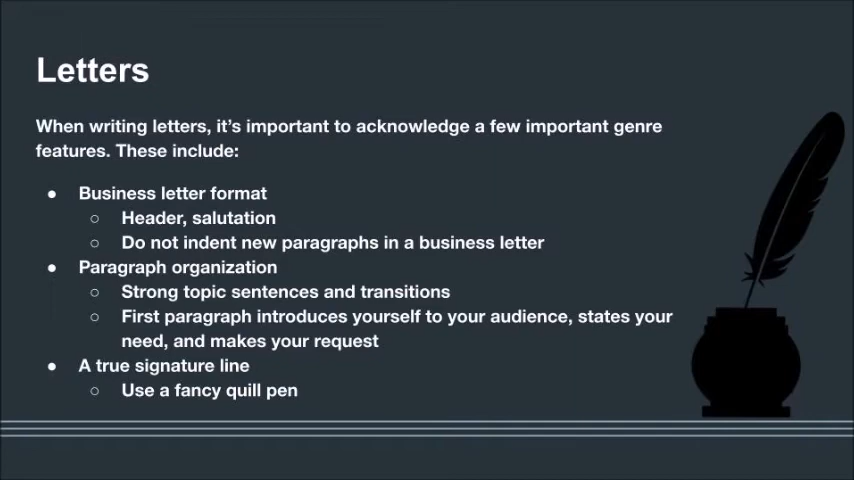 Letters
When writing letters, it's important to acknowledge a few important genre
features. These include:
● Business letter format
○ Header, salutation
○ Do not indent new paragraphs in a business letter
● Paragraph organization
○ Strong topic sentences and transitions
○ First paragraph introduces yourself to your audience, states your
need, and makes your request
● A true signature line
○ Use a fancy quill pen